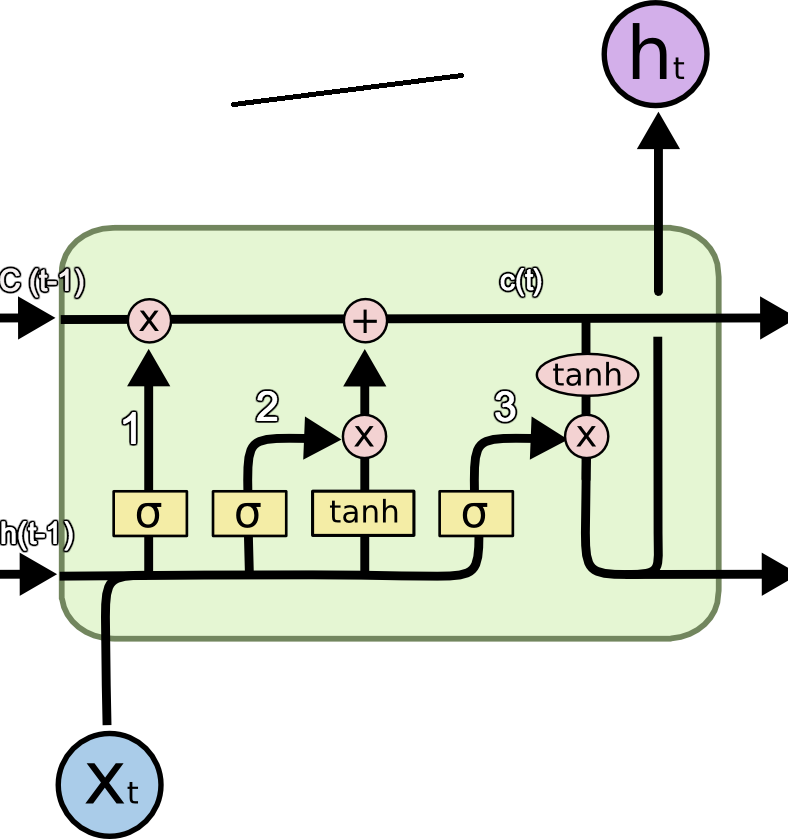 ht
C (t-1)
c(t)
x
+
tanh
1
2
3
x
x
σ
σ
tanh
σ
h(t-1)
Xt